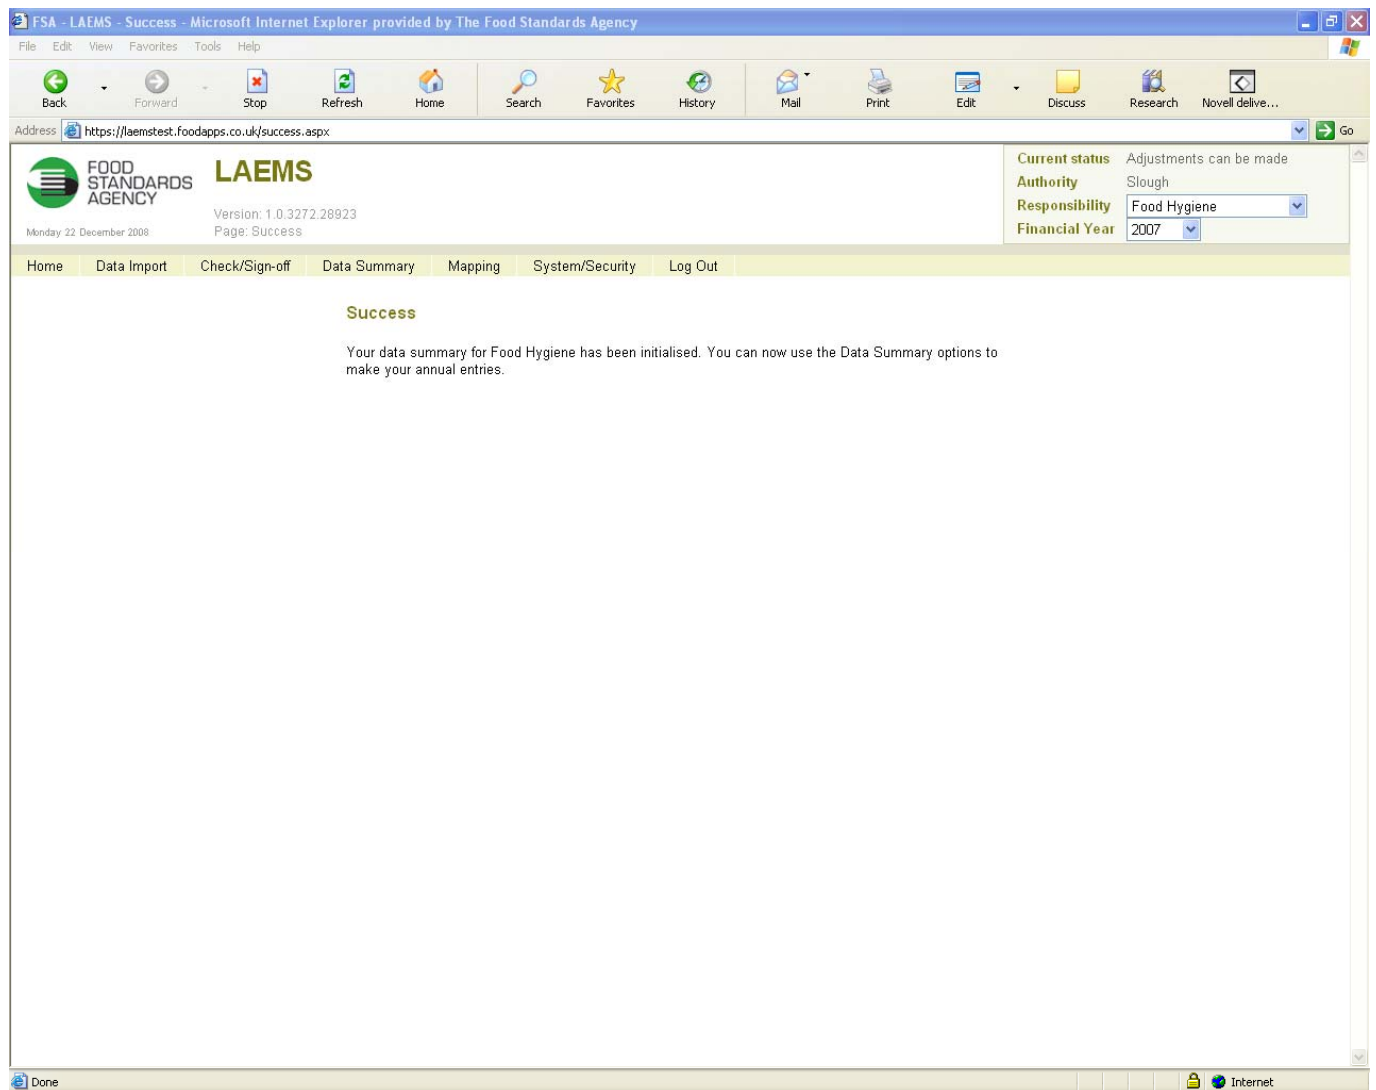 FSA - LAEMS - Success - Microsoft Internet Explorer provided by The Food Standards Agency
File Edit View Favorites Tools Help
Back Forward Stop Refresh Home Search Favorites History Mail Print Edit Discuss Research Novell delive...
Address https://laemstest.foodapps.co.uk/success.aspx Go
FOOD
STANDARDS
AGENCY
Monday 22 December 2008
LAEMS
Version: 1.0.3272.28923
Page: Success
Current status Adjustments can be made
Authority Slough
Responsibility Food Hygiene
Financial Year 2007
Home Data Import Check/Sign-off Data Summary Mapping System/Security Log Out
Success
Your data summary for Food Hygiene has been initialised. You can now use the Data Summary options to
make your annual entries.
Done Internet